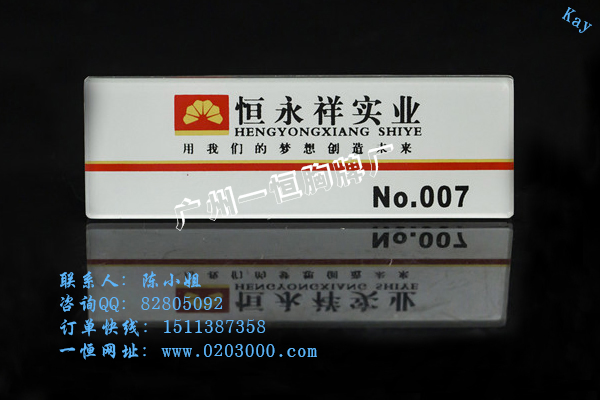 Kay
恒永祥实业
HENGYONGXIANG SHIYE
用我们的梦想创造未来
广州一恒胸牌厂
No.007
联系人: 陈小姐
咨询QQ: 82805092
订单快线: 1511387358
一恒网址: www.0203000.com